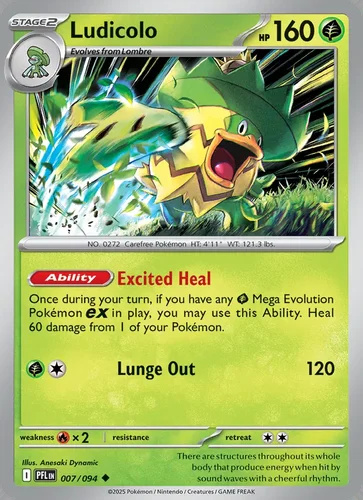 STAGE2 Ludicolo HP 160
Evolves from Lombre
NO. 0272 Carefree Pokémon HT: 4'11" WT: 121.3 lbs.
Ability Excited Heal
Once during your turn, if you have any Mega Evolution
Pokémon ex in play, you may use this Ability. Heal
60 damage from 1 of your Pokémon.
Lunge Out 120
weakness ×2 resistance retreat
Illus. Anesaki Dynamic
I PFL EN 007/094
There are structures throughout its whole
body that produce energy when hit by
sound waves with a cheerful rhythm.
©2025 Pokémon / Nintendo / Creatures / GAME FREAK